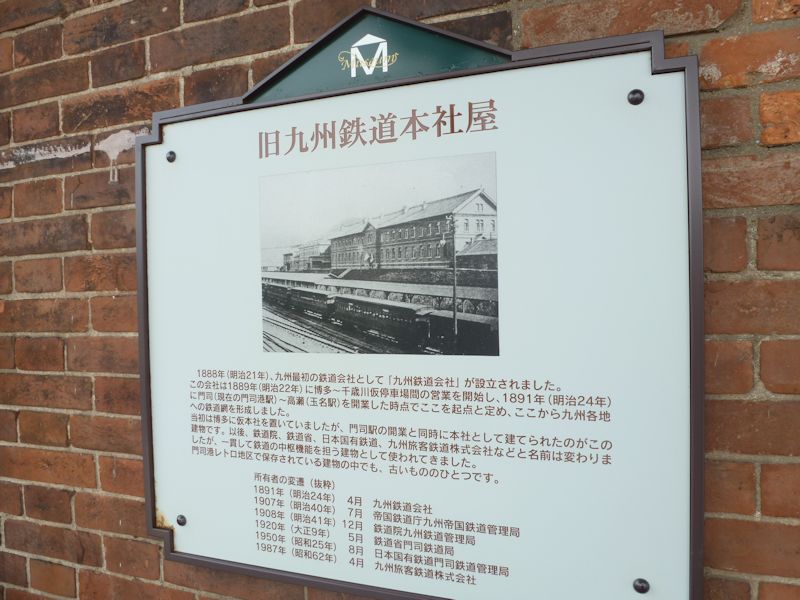 Museum
M
旧九州鉄道本社屋
1888年(明治21年)、九州最初の鉄道会社として「九州鉄道会社」が設立されました。
この会社は1889年(明治22年)に博多～千歳川仮停車場間の営業を開始し、1891年(明治24年)
に門司(現在の門司港駅)～高瀬(玉名駅)を開業した時点でここを起点と定め、ここから九州各地
への鉄道網を形成しました。
当初は博多に仮本社を置いていましたが、門司駅の開業と同時に本社として建てられたのがこの
建物です。以後、鉄道院、鉄道省、日本国有鉄道、九州旅客鉄道株式会社などと名前は変わりま
したが、一貫して鉄道の中枢機能を担う建物として使われてきました。
門司港レトロ地区で保存されている建物の中でも、古いもののひとつです。
所有者の変遷(抜粋)
1891年(明治24年) 4月 九州鉄道会社
1907年(明治40年) 7月 帝国鉄道庁九州帝国鉄道管理局
1908年(明治41年) 12月 鉄道院九州鉄道管理局
1920年(大正9年) 5月 鉄道省門司鉄道局
1950年(昭和25年) 8月 日本国有鉄道門司鉄道管理局
1987年(昭和62年) 4月 九州旅客鉄道株式会社